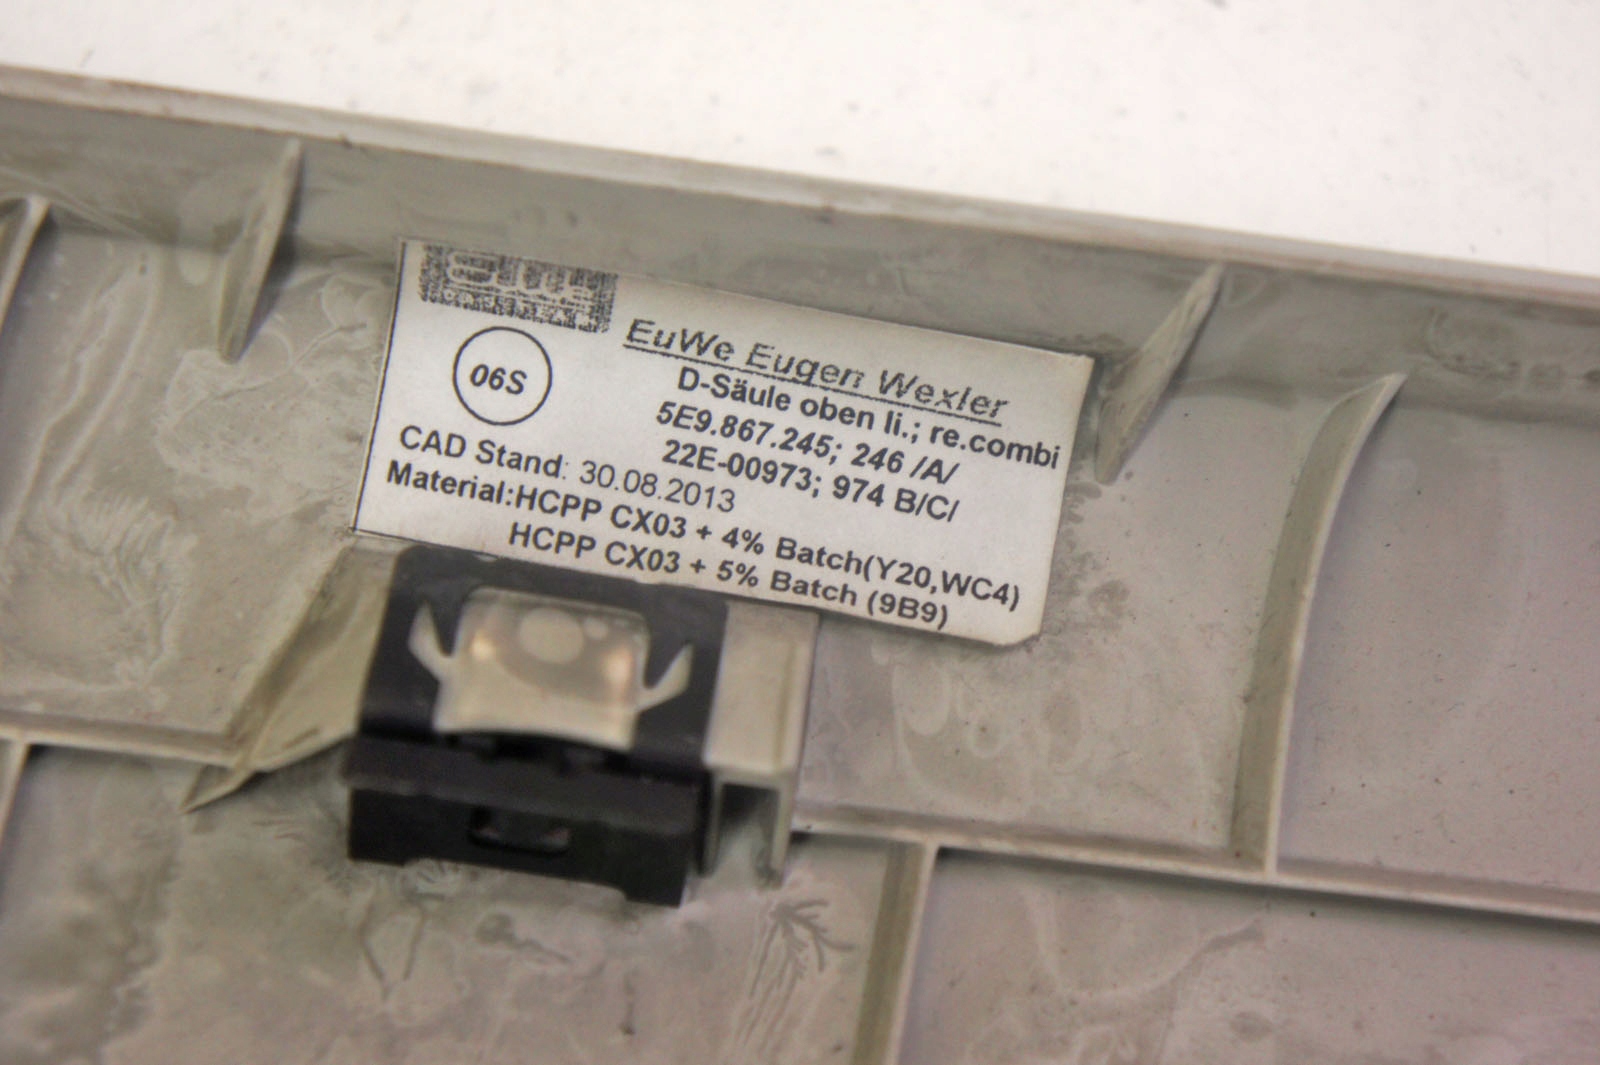 EuWe Eugen Wexler
06S
D-Säule oben li.; re.combi
5E9.867.245; 246 /A/
22E-00973; 974 B/C/
CAD Stand: 30.08.2013
Material:HCPP CX03 + 4% Batch(Y20,WC4)
HCPP CX03 + 5% Batch (9B9)